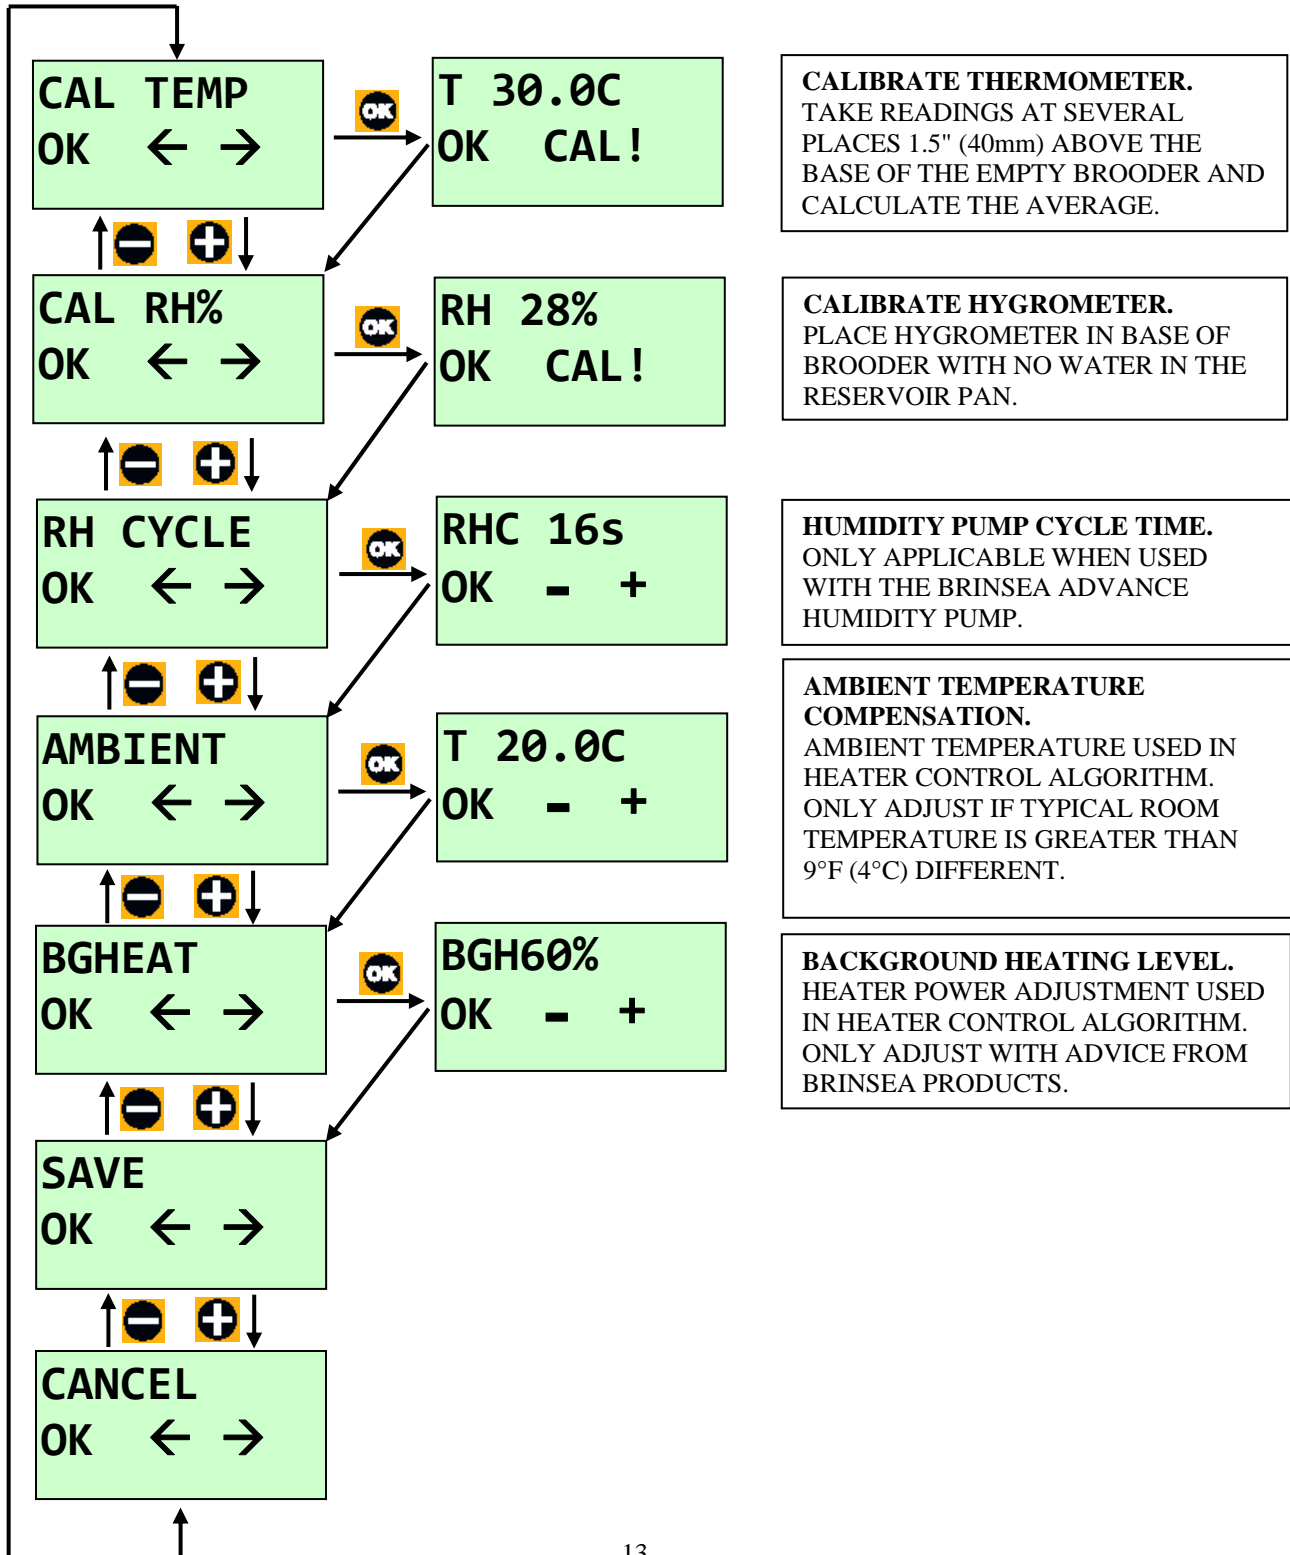 CAL TEMP
OK ← →
OK
T 30.0C
OK CAL!
CALIBRATE THERMOMETER.
TAKE READINGS AT SEVERAL
PLACES 1.5" (40mm) ABOVE THE
BASE OF THE EMPTY BROODER AND
CALCULATE THE AVERAGE.
CAL RH%
OK ← →
OK
RH 28%
OK CAL!
CALIBRATE HYGROMETER.
PLACE HYGROMETER IN BASE OF
BROODER WITH NO WATER IN THE
RESERVOIR PAN.
RH CYCLE
OK ← →
OK
RHC 16s
OK - +
HUMIDITY PUMP CYCLE TIME.
ONLY APPLICABLE WHEN USED
WITH THE BRINSEA ADVANCE
HUMIDITY PUMP.
AMBIENT
OK ← →
OK
T 20.0C
OK - +
AMBIENT TEMPERATURE
COMPENSATION.
AMBIENT TEMPERATURE USED IN
HEATER CONTROL ALGORITHM.
ONLY ADJUST IF TYPICAL ROOM
TEMPERATURE IS GREATER THAN
9°F (4°C) DIFFERENT.
BGHEAT
OK ← →
OK
BGH60%
OK - +
BACKGROUND HEATING LEVEL.
HEATER POWER ADJUSTMENT USED
IN HEATER CONTROL ALGORITHM.
ONLY ADJUST WITH ADVICE FROM
BRINSEA PRODUCTS.
SAVE
OK ← →
CANCEL
OK ← →
13